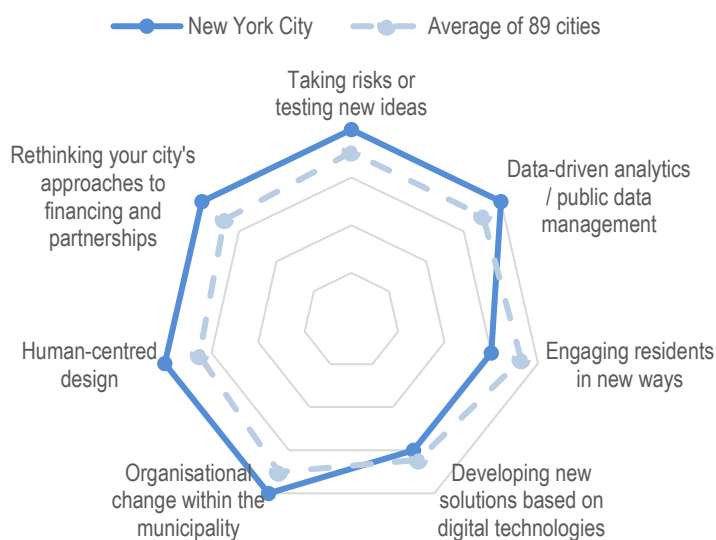 New York City
Average of 89 cities
Taking risks or
testing new ideas
Data-driven analytics
/ public data
management
Engaging residents
in new ways
Developing new
solutions based on
digital technologies
Organisational
change within the
municipality
Human-centred
design
Rethinking your city's
approaches to
financing and
partnerships